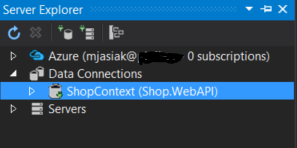 Server Explorer
Azure (mjasiak@ 0 subscriptions)
Data Connections
ShopContext (Shop.WebAPI)
Servers